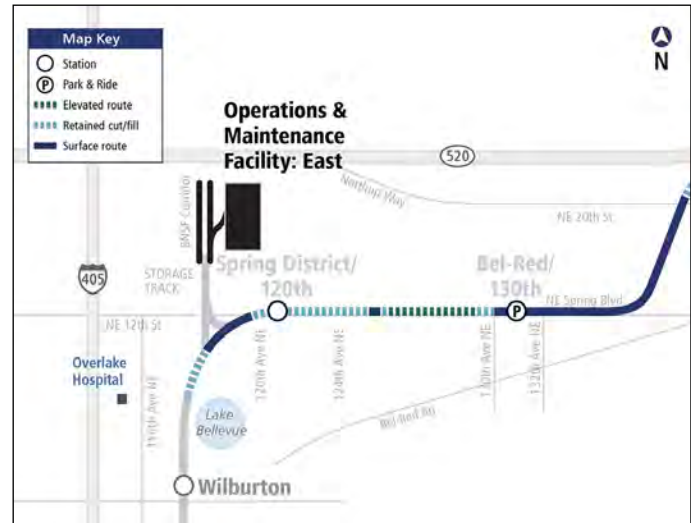 Map Key
Station
P
Park & Ride
Elevated route
Retained cut/fill
Surface route
N
Operations &
Maintenance
Facility: East
520
Northup Way
NE 20th St
BNSF Corridor
405
STORAGE
TRACK
Spring District/
120th
Bel-Red/
130th
P
NE Spring Blvd
NE 12th St
120th Ave NE
124th Ave NE
130th Ave NE
132th Ave NE
Overlake
Hospital
116th Ave NE
Lake
Bellevue
Bel-Red Rd
Wilburton